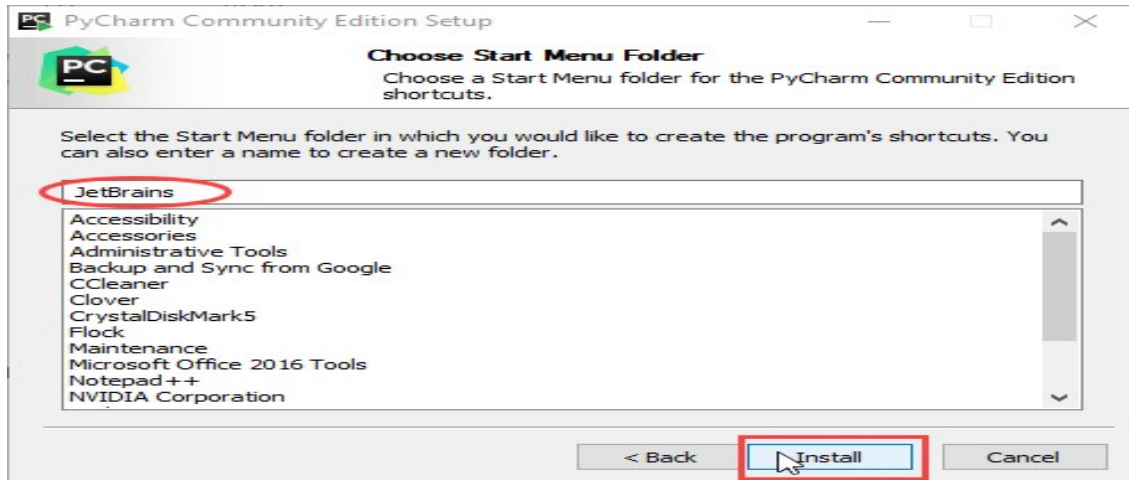 PC PyCharm Community Edition Setup
PC
Choose Start Menu Folder
Choose a Start Menu folder for the PyCharm Community Edition
shortcuts.
Select the Start Menu folder in which you would like to create the program's shortcuts. You
can also enter a name to create a new folder.
JetBrains
Accessibility
Accessories
Administrative Tools
Backup and Sync from Google
CCleaner
Clover
CrystalDiskMark5
Flock
Maintenance
Microsoft Office 2016 Tools
Notepad++
NVIDIA Corporation
< Back Install Cancel